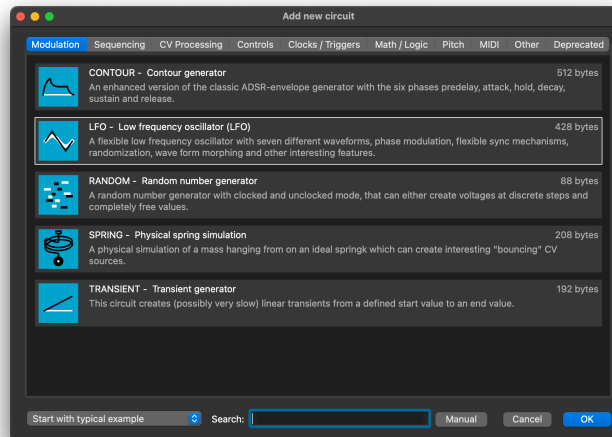 Add new circuit
Modulation Sequencing CV Processing Controls Clocks / Triggers Math / Logic Pitch MIDI Other Deprecated
CONTOUR - Contour generator 512 bytes
An enhanced version of the classic ADSR-envelope generator with the six phases predelay, attack, hold, decay,
sustain and release.
LFO - Low frequency oscillator (LFO) 428 bytes
A flexible low frequency oscillator with seven different waveforms, phase modulation, flexible sync mechanisms,
randomization, wave form morphing and other interesting features.
RANDOM - Random number generator 88 bytes
A random number generator with clocked and unclocked mode, that can either create voltages at discrete steps and
completely free values.
SPRING - Physical spring simulation 208 bytes
A physical simulation of a mass hanging from on an ideal springk which can create interesting "bouncing" CV
sources.
TRANSIENT - Transient generator 192 bytes
This circuit creates (possibly very slow) linear transients from a defined start value to an end value.
Start with typical example Search: Manual Cancel OK